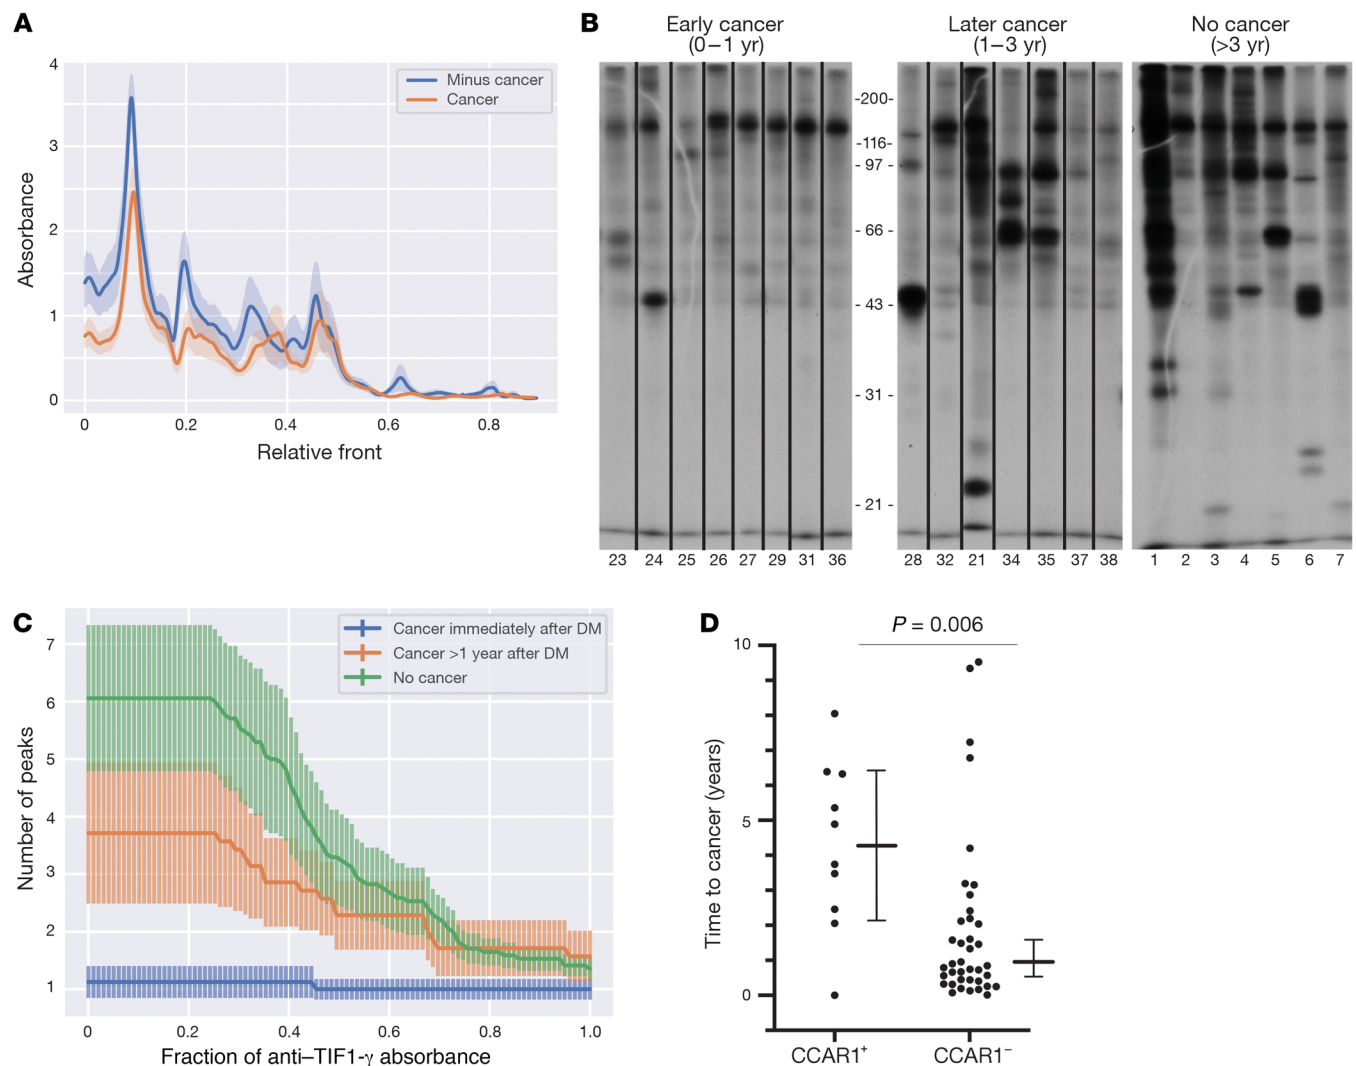 A
4
3
2
1
0
Absorbance
Minus cancer
Cancer
0 0.2 0.4 0.6 0.8
Relative front
B
Early cancer
(0–1 yr)
Later cancer
(1–3 yr)
No cancer
(>3 yr)
-200-
-116-
- 97 -
- 66 -
- 43 -
- 31 -
- 21 -
23 24 25 26 27 29 31 36
28 32 21 34 35 37 38
1 2 3 4 5 6 7
C
7
6
5
4
3
2
1
Number of peaks
Cancer immediately after DM
Cancer >1 year after DM
No cancer
0 0.2 0.4 0.6 0.8 1.0
Fraction of anti–TIF1-γ absorbance
D
P = 0.006
10
5
0
Time to cancer (years)
CCAR1⁺ CCAR1⁻